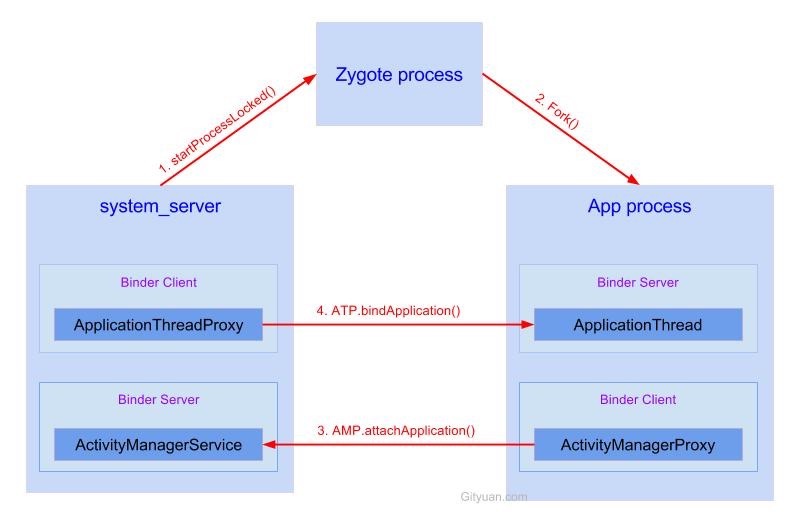 Zygote process
1. startProcessLocked()
2. Fork()
system_server
App process
Binder Client
ApplicationThreadProxy
4. ATP.bindApplication()
Binder Server
ApplicationThread
Binder Server
ActivityManagerService
3. AMP.attachApplication()
Binder Client
ActivityManagerProxy
Gityuan.com